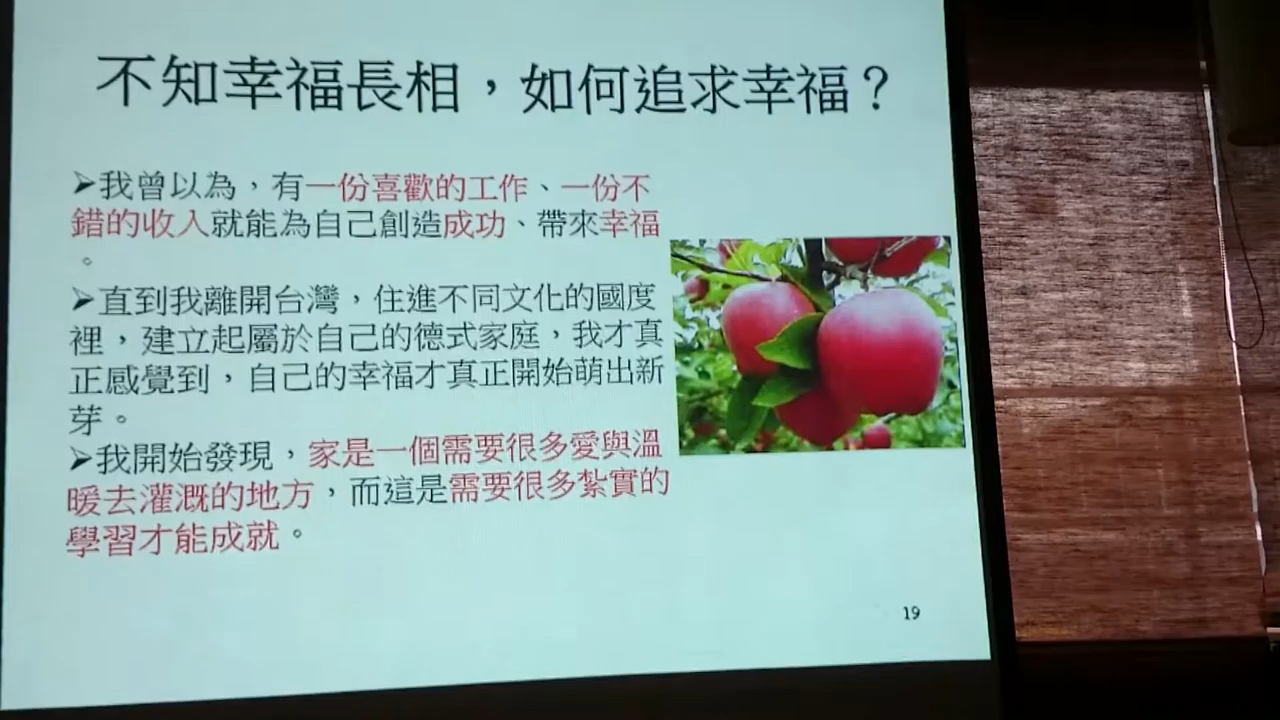 不知幸福長相，如何追求幸福？
➤我曾以為，有一份喜歡的工作、一份不
錯的收入就能為自己創造成功、帶來幸福
。
➤直到我離開台灣，住進不同文化的國度
裡，建立起屬於自己的德式家庭，我才真
正感覺到，自己的幸福才真正開始萌出新
芽。
➤我開始發現，家是一個需要很多愛與溫
暖去灌溉的地方，而這是需要很多紮實的
學習才能成就。
19